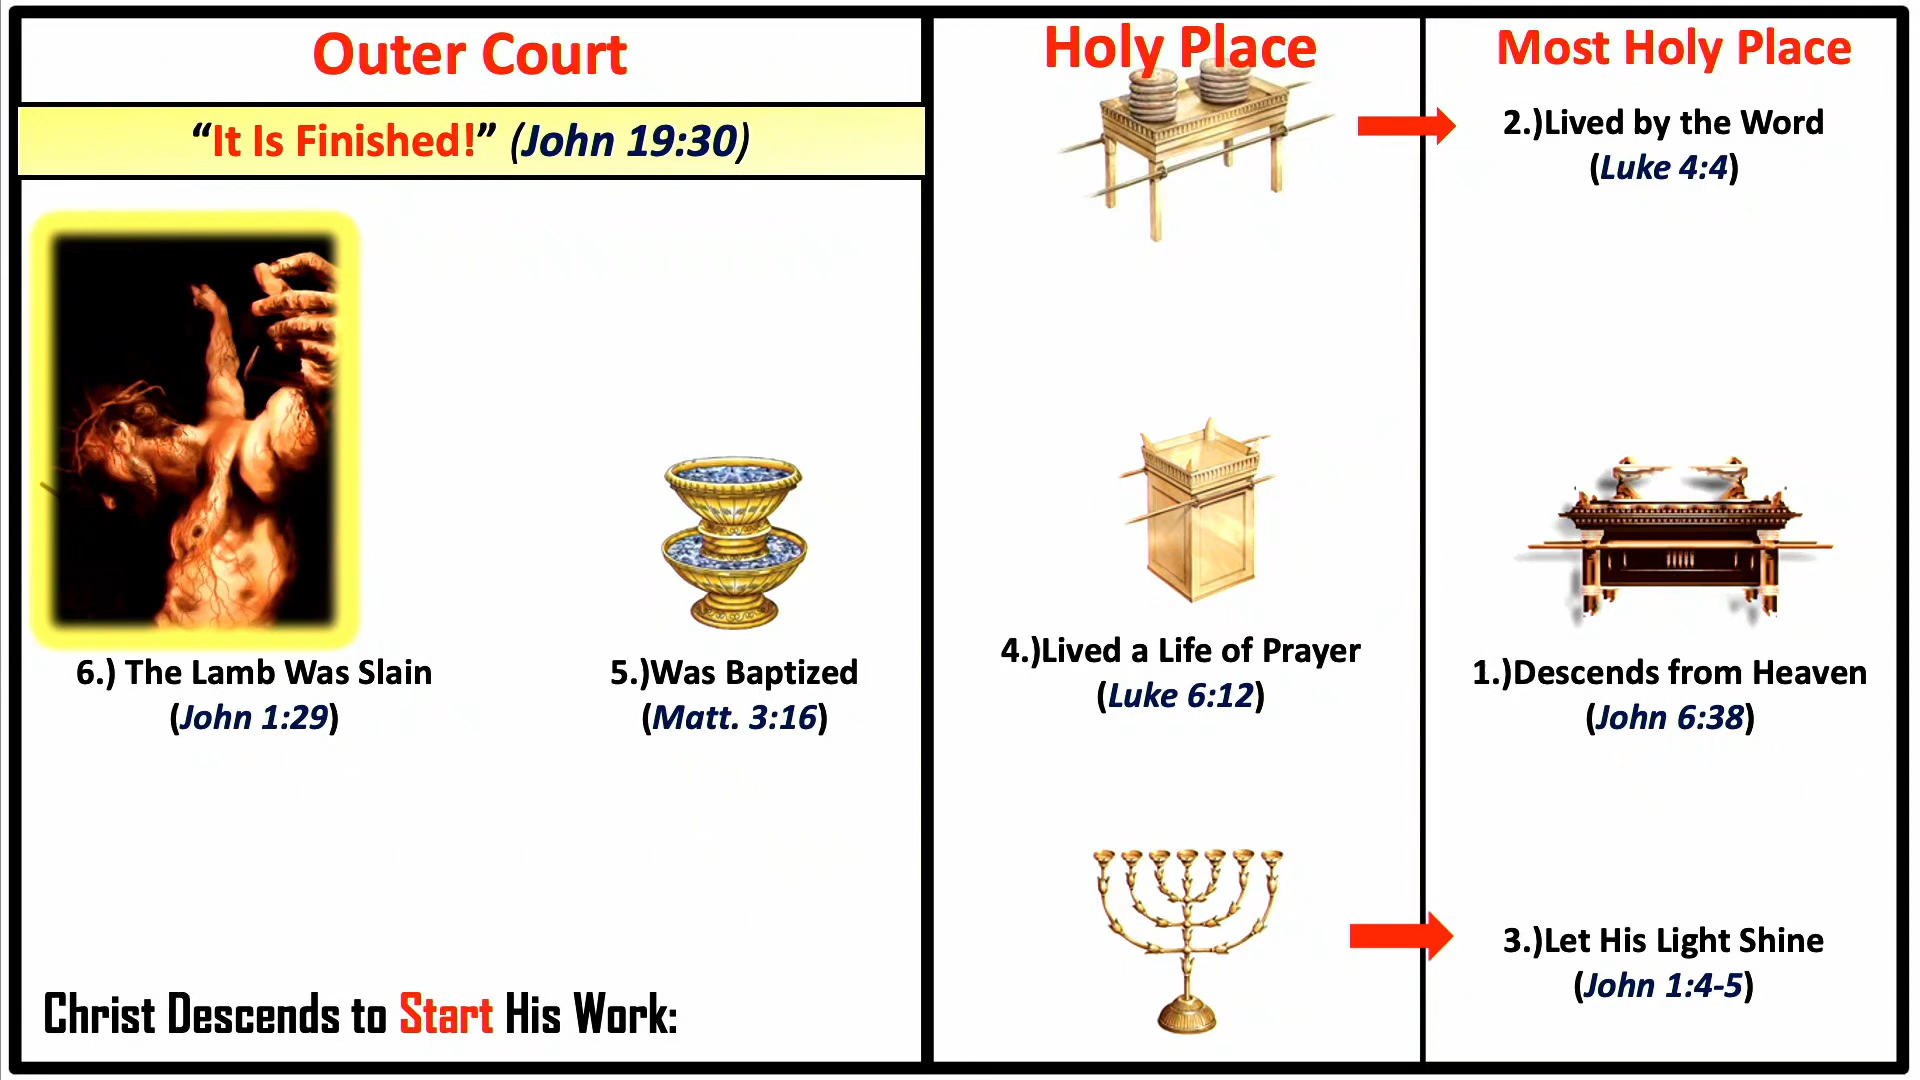 Outer Court
Holy Place
Most Holy Place
“It Is Finished!” (John 19:30)
2.)Lived by the Word
(Luke 4:4)
6.) The Lamb Was Slain
(John 1:29)
5.)Was Baptized
(Matt. 3:16)
4.)Lived a Life of Prayer
(Luke 6:12)
1.)Descends from Heaven
(John 6:38)
3.)Let His Light Shine
(John 1:4-5)
Christ Descends to Start His Work: